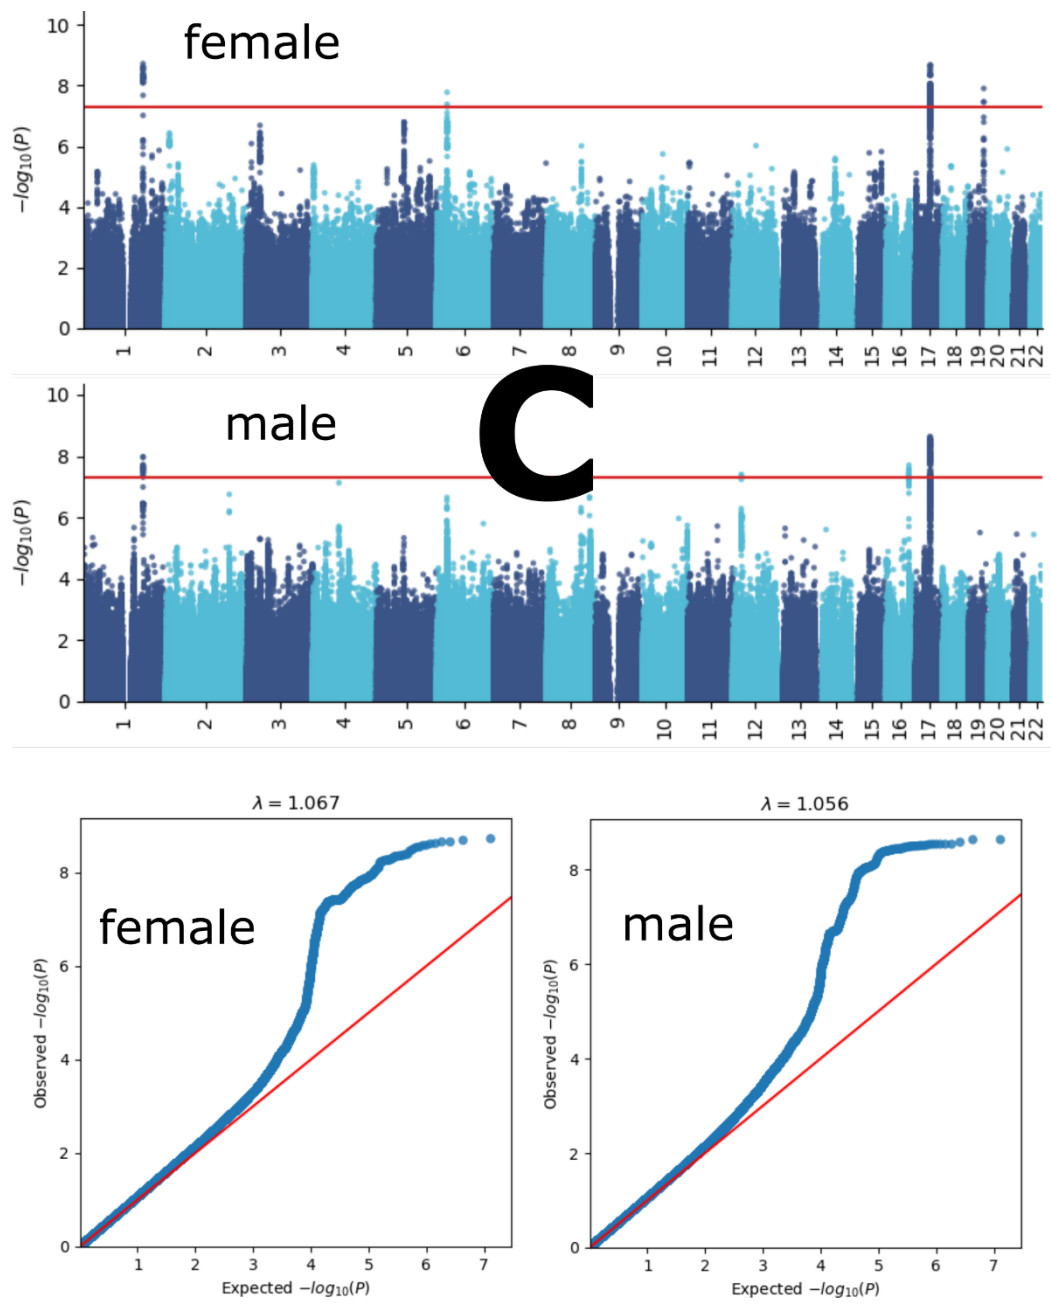 female
10
8
6
4
2
0
−log₁₀(P)
1 2 3 4 5 6 7 8 9 10 11 12 13 14 15 16 17 18 19 20 21 22
C
male
10
8
6
4
2
0
−log₁₀(P)
1 2 3 4 5 6 7 8 9 10 11 12 13 14 15 16 17 18 19 20 21 22
λ = 1.067
female
8
6
4
2
0
Observed −log₁₀(P)
1 2 3 4 5 6 7
Expected −log₁₀(P)
λ = 1.056
male
8
6
4
2
0
Observed −log₁₀(P)
1 2 3 4 5 6 7
Expected −log₁₀(P)